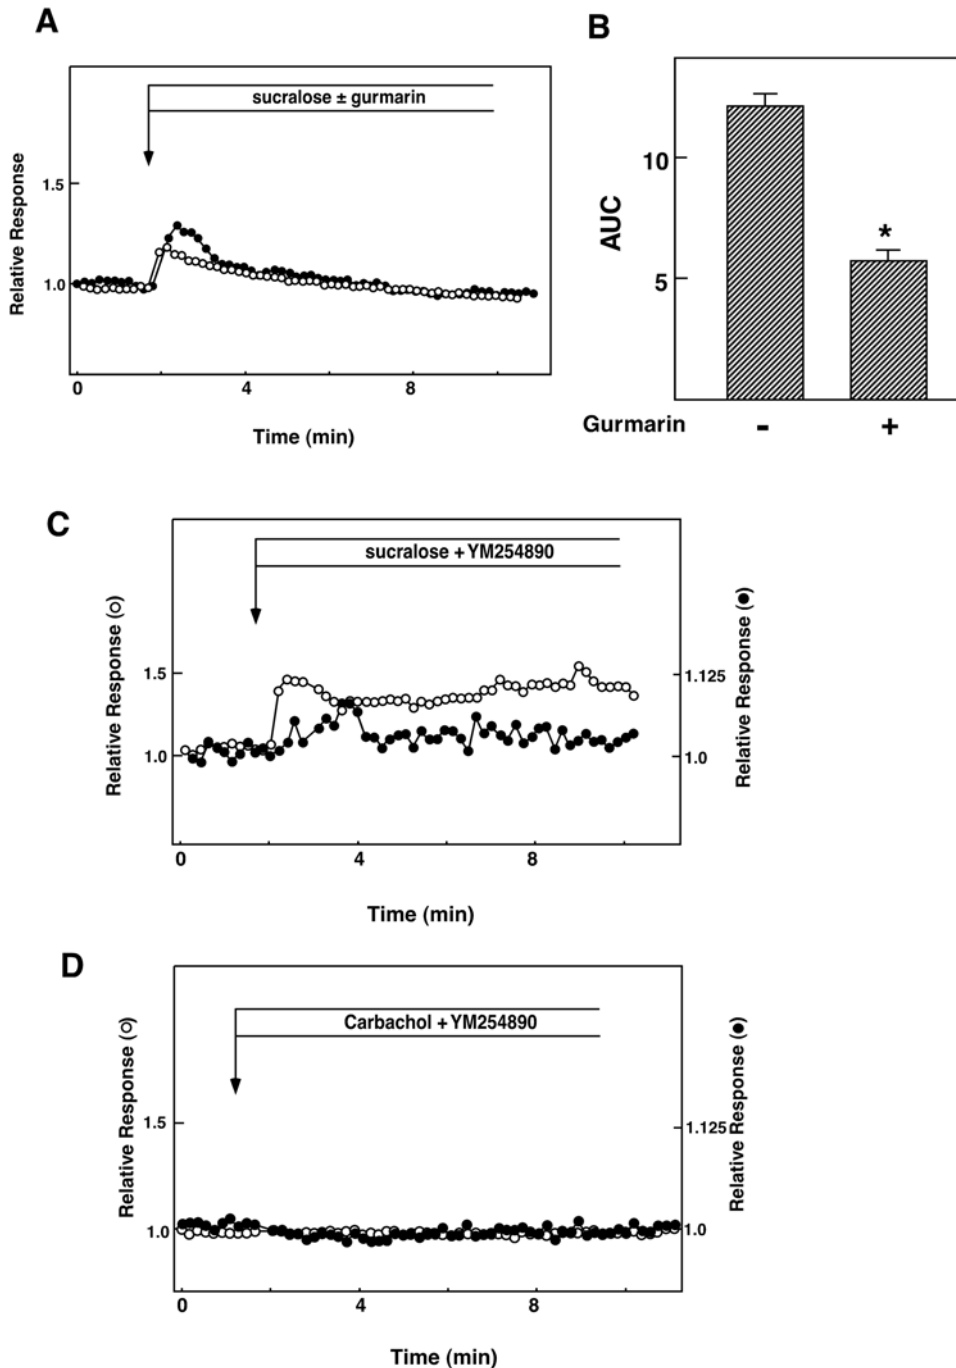 A
sucralose ± gurmarin
Relative Response
1.5
1.0
0 4 8
Time (min)
B
AUC
10
5
*
Gurmarin - +
C
sucralose + YM254890
Relative Response (○)
1.5
1.0
Relative Response (●)
1.125
1.0
0 4 8
Time (min)
D
Carbachol + YM254890
Relative Response (○)
1.5
1.0
Relative Response (●)
1.125
1.0
0 4 8
Time (min)